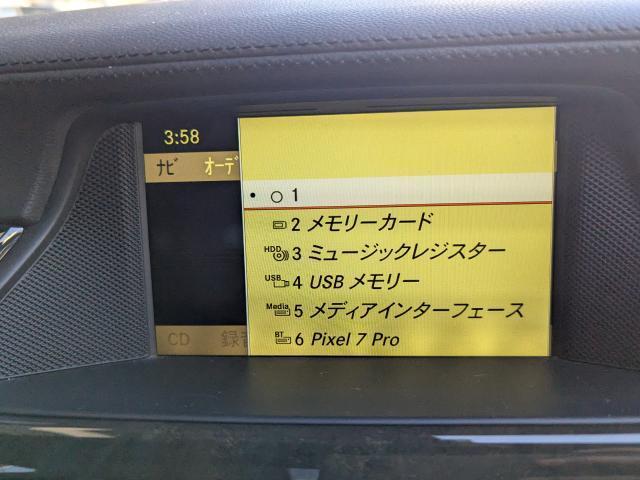 3:58
ﾅﾋﾞ ｵｰﾃﾞ
1
2 メモリーカード
HDD 3 ミュージックレジスター
USB 4 USB メモリー
Media 5 メディアインターフェース
BT 6 Pixel 7 Pro
CD 録音